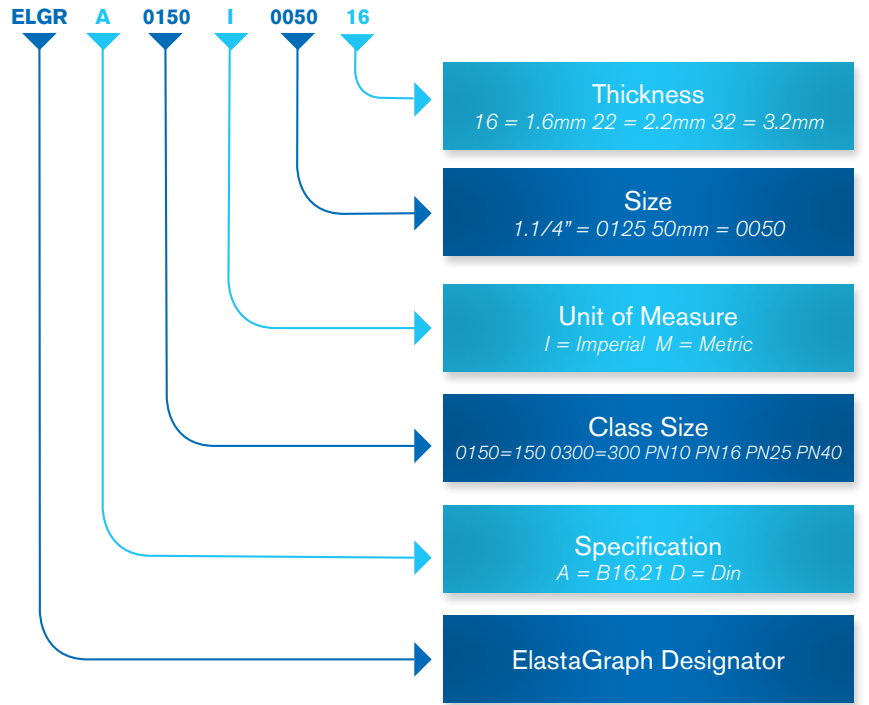 ELGR A 0150 I 0050 16
Thickness
16 = 1.6mm 22 = 2.2mm 32 = 3.2mm
Size
1.1/4” = 0125 50mm = 0050
Unit of Measure
I = Imperial M = Metric
Class Size
0150=150 0300=300 PN10 PN16 PN25 PN40
Specification
A = B16.21 D = Din
ElastaGraph Designator